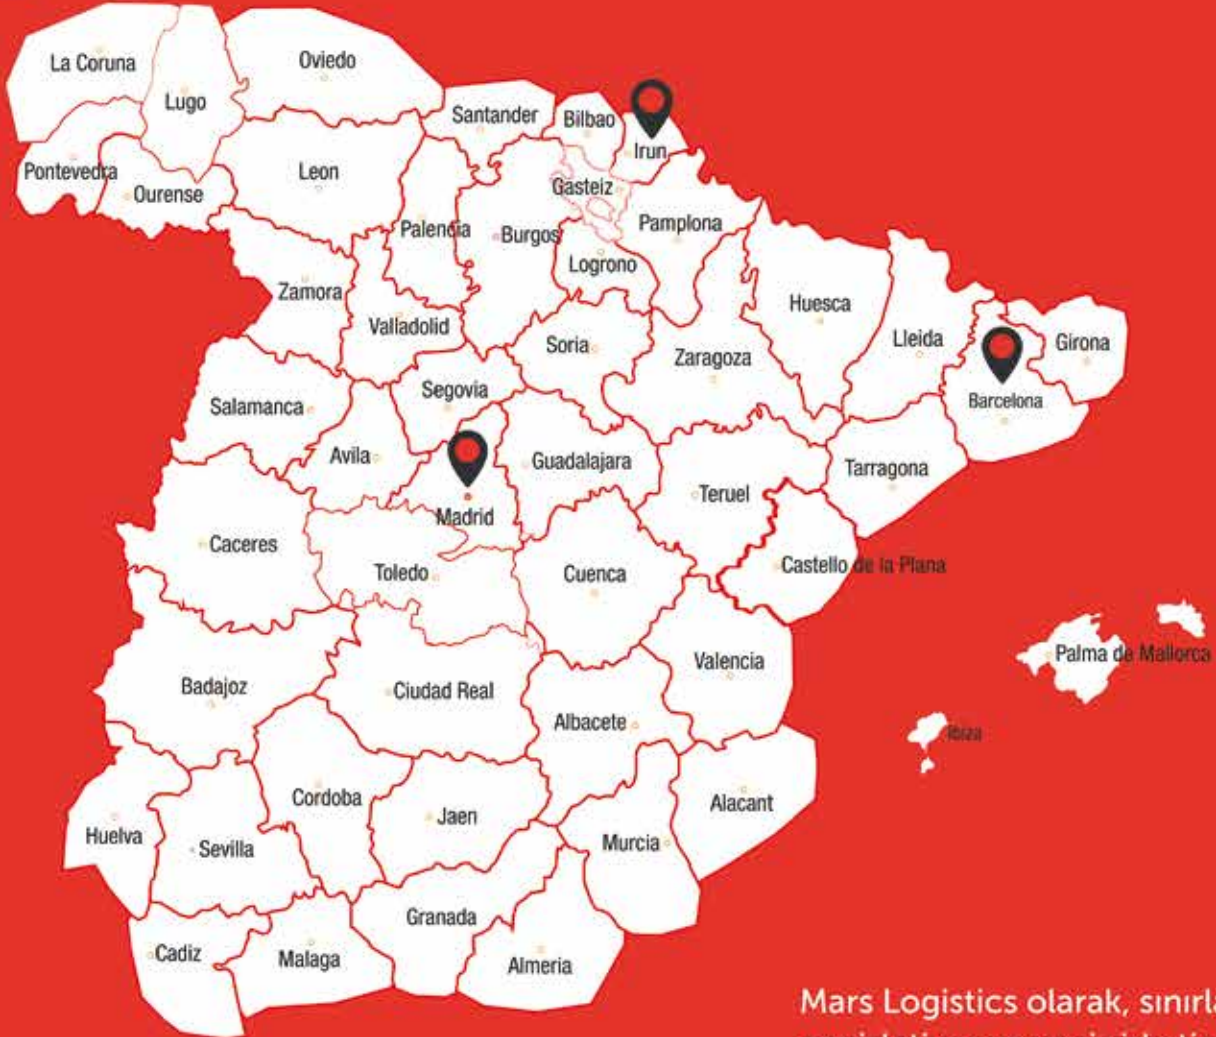 La Coruna
Lugo
Oviedo
Santander
Bilbao
Irun
Pontevedra
Ourense
Leon
Gasteiz
Palencia
Burgos
Pamplona
Logrono
Zamora
Valladolid
Soria
Zaragoza
Huesca
Lleida
Girona
Barcelona
Salamanca
Segovia
Avila
Guadalajara
Tarragona
Teruel
Madrid
Caceres
Toledo
Cuenca
Castello de la Plana
Palma de Mallorca
Badajoz
Ciudad Real
Valencia
Albacete
Ibiza
Cordoba
Jaen
Alacant
Huelva
Sevilla
Murcia
Granada
Cadiz
Malaga
Almeria
Mars Logistics olarak, sınırla